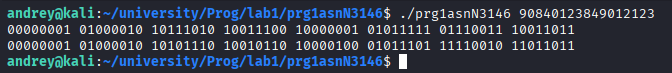 andrey@kali:~/university/Prog/lab1/prg1asnN3146$ ./prg1asnN3146 90840123849012123
00000001 01000010 10111010 10011100 10000001 01011111 01110011 10011011
00000001 01000010 10101110 10010110 10000100 01011101 11110010 11011011
andrey@kali:~/university/Prog/lab1/prg1asnN3146$